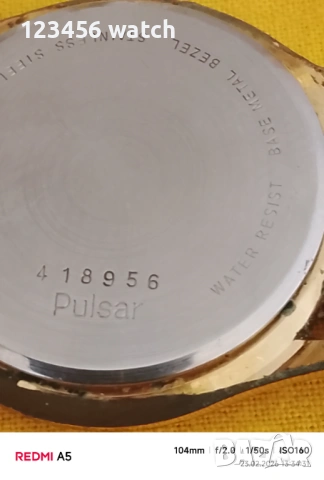 123456 watch
STAINLESS STEEL
BASE METAL BEZEL
WATER RESIST
418956
Pulsar
REDMI A5
104mm | f/2.0 | 1/50s | ISO160